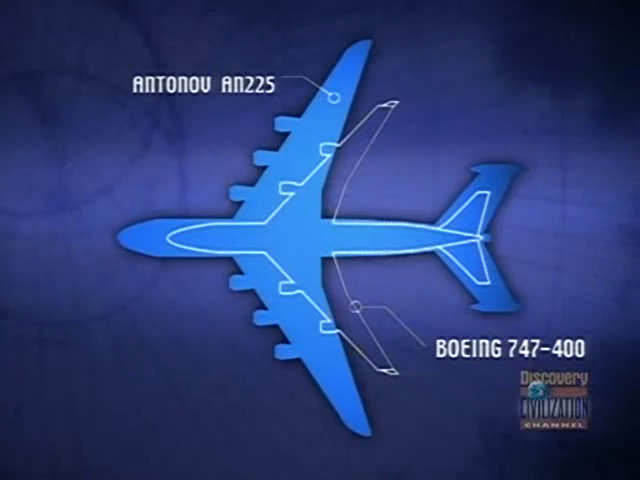 ANTONOV AN225
BOEING 747-400
Discovery
CIVILIZATION
CHANNEL